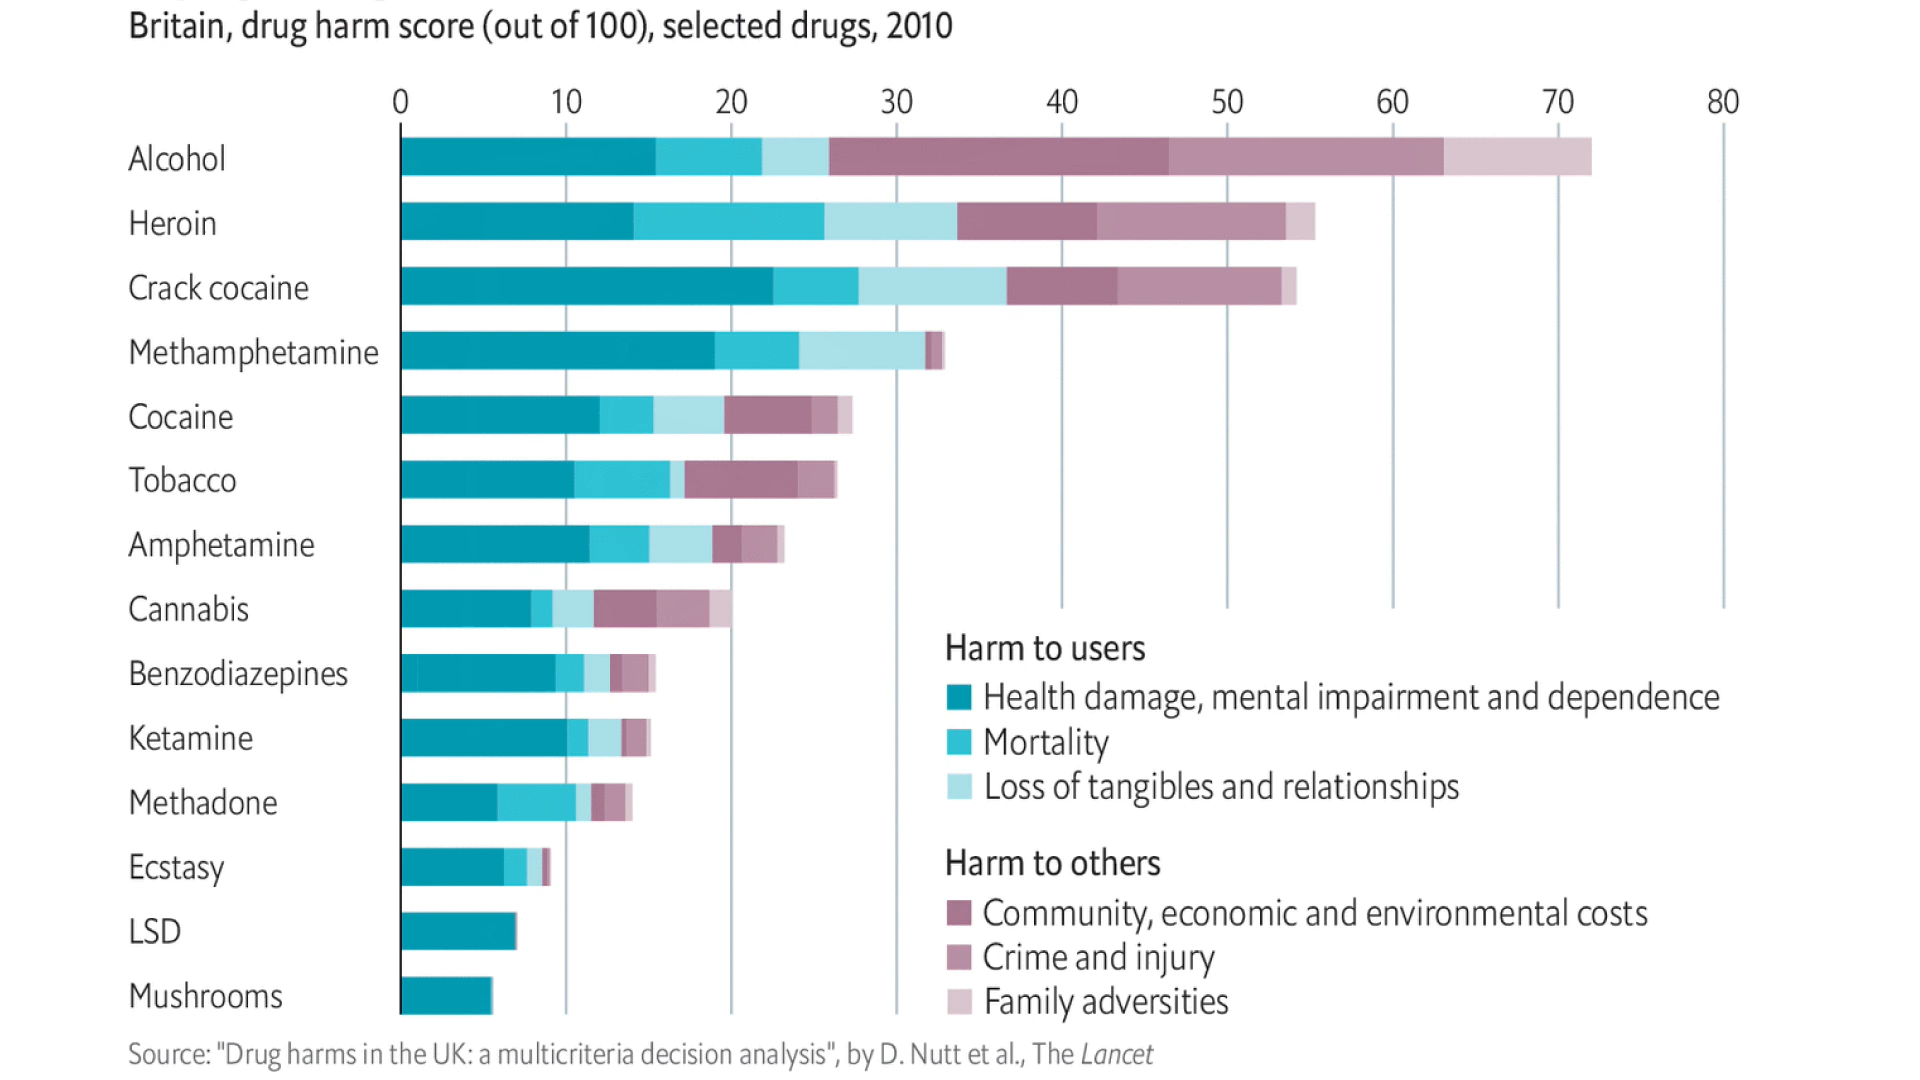 Britain, drug harm score (out of 100), selected drugs, 2010
0 10 20 30 40 50 60 70 80
Alcohol
Heroin
Crack cocaine
Methamphetamine
Cocaine
Tobacco
Amphetamine
Cannabis
Benzodiazepines
Ketamine
Methadone
Ecstasy
LSD
Mushrooms
Harm to users
Health damage, mental impairment and dependence
Mortality
Loss of tangibles and relationships
Harm to others
Community, economic and environmental costs
Crime and injury
Family adversities
Source: "Drug harms in the UK: a multicriteria decision analysis", by D. Nutt et al., The Lancet